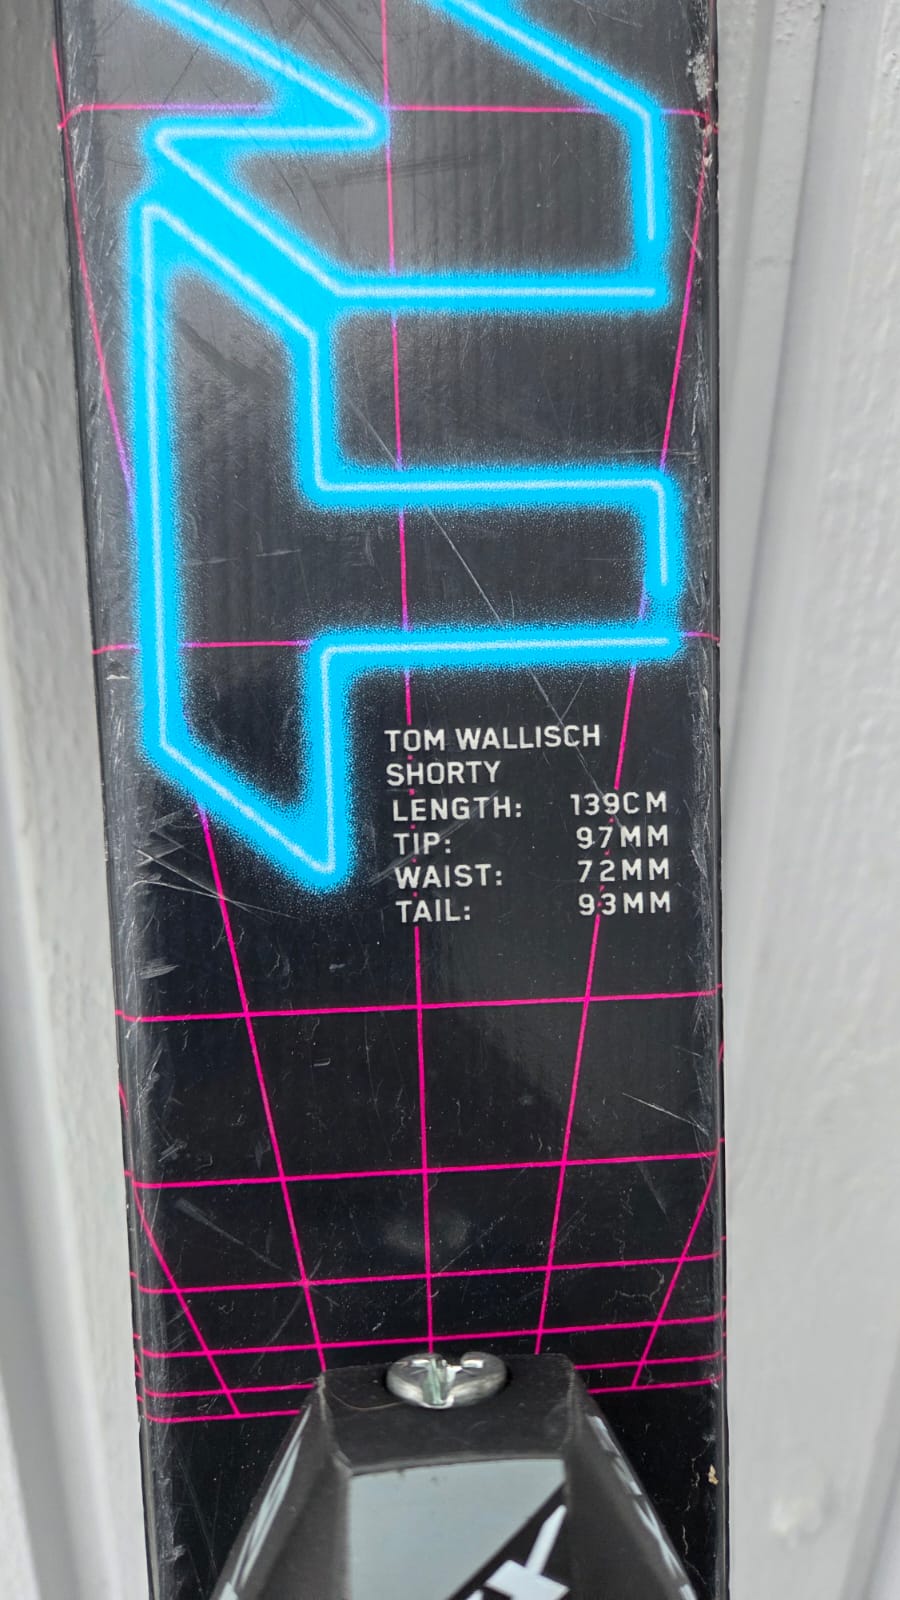 TOM WALLISCH
SHORTY
LENGTH: 139CM
TIP: 97MM
WAIST: 72MM
TAIL: 93MM